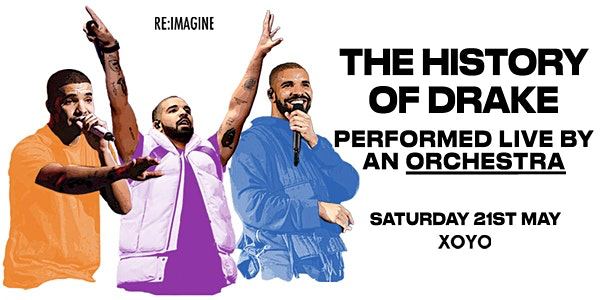 RE:IMAGINE
THE HISTORY
OF DRAKE
PERFORMED LIVE BY
AN ORCHESTRA
SATURDAY 21ST MAY
XOYO